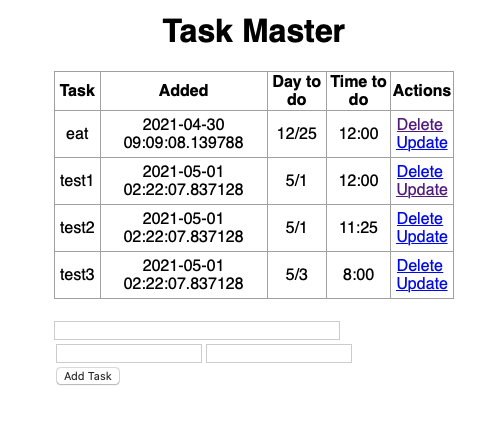 Task Master
Task Added Day to do Time to do Actions
eat 2021-04-30 09:09:08.139788 12/25 12:00 Delete Update
test1 2021-05-01 02:22:07.837128 5/1 12:00 Delete Update
test2 2021-05-01 02:22:07.837128 5/1 11:25 Delete Update
test3 2021-05-01 02:22:07.837128 5/3 8:00 Delete Update
Add Task